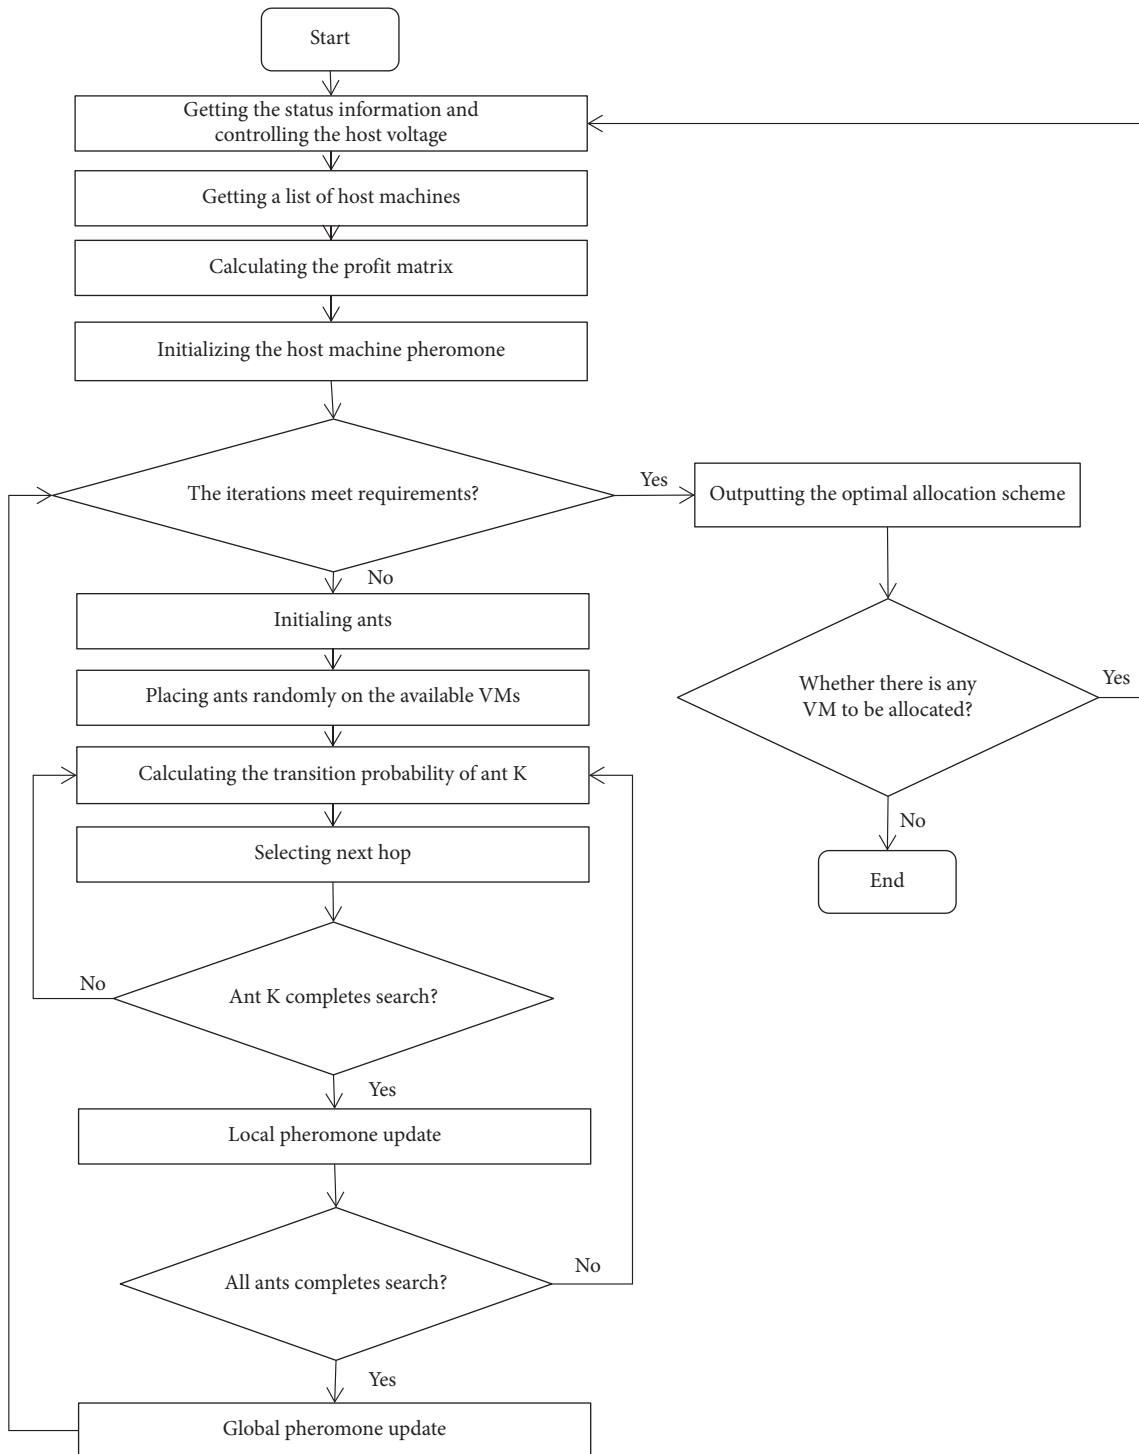 Start
Getting the status information and
controlling the host voltage
Getting a list of host machines
Calculating the profit matrix
Initializing the host machine pheromone
The iterations meet requirements?
Yes
Outputting the optimal allocation scheme
No
Initialing ants
Placing ants randomly on the available VMs
Whether there is any
VM to be allocated?
Yes
Calculating the transition probability of ant K
No
Selecting next hop
End
No
Ant K completes search?
Yes
Local pheromone update
All ants completes search?
No
Yes
Global pheromone update